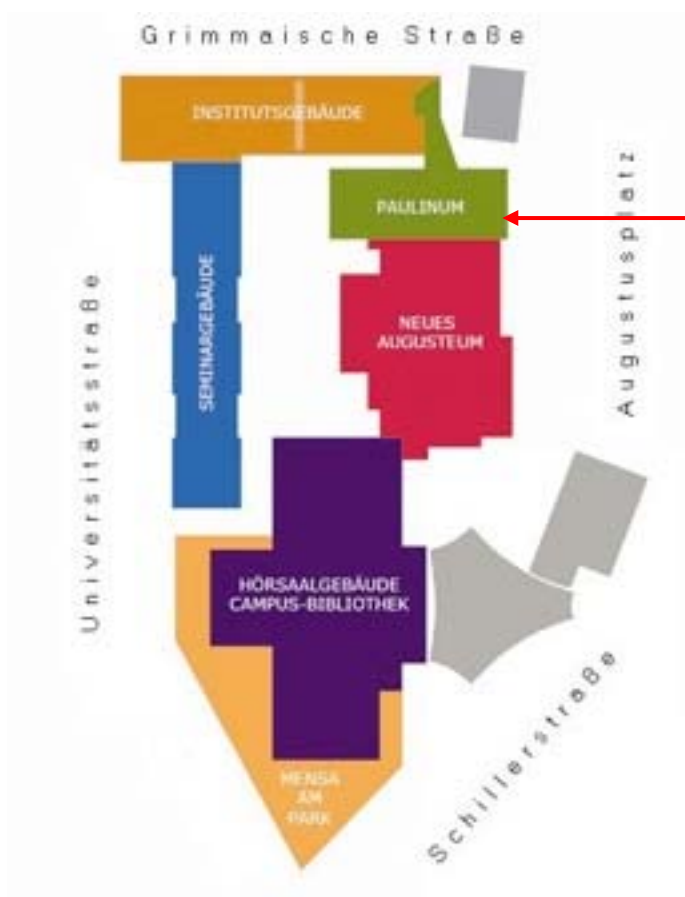 Grimmaische Straße
INSTITUTSGEBÄUDE
PAULINUM
Augustusplatz
SEMINARGEBÄUDE
NEUES
AUGUSTEUM
Universitätsstraße
HÖRSAALGEBÄUDE
CAMPUS-BIBLIOTHEK
MENSA
AM
PARK
Schillerstraße